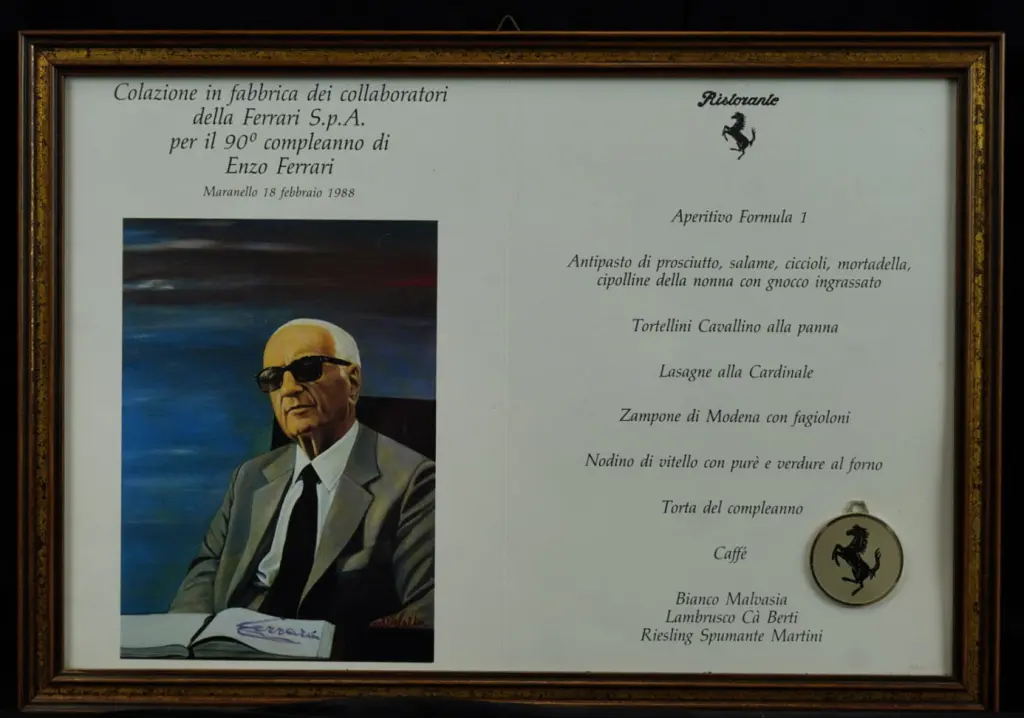 Colazione in fabbrica dei collaboratori
della Ferrari S.p.A.
per il 90º compleanno di
Enzo Ferrari
Maranello 18 febbraio 1988
Ferrari
Ristorante
Aperitivo Formula 1
Antipasto di prosciutto, salame, ciccioli, mortadella,
cipolline della nonna con gnocco ingrassato
Tortellini Cavallino alla panna
Lasagne alla Cardinale
Zampone di Modena con fagioloni
Nodino di vitello con purè e verdure al forno
Torta del compleanno
Caffé
Bianco Malvasia
Lambrusco Cà Berti
Riesling Spumante Martini